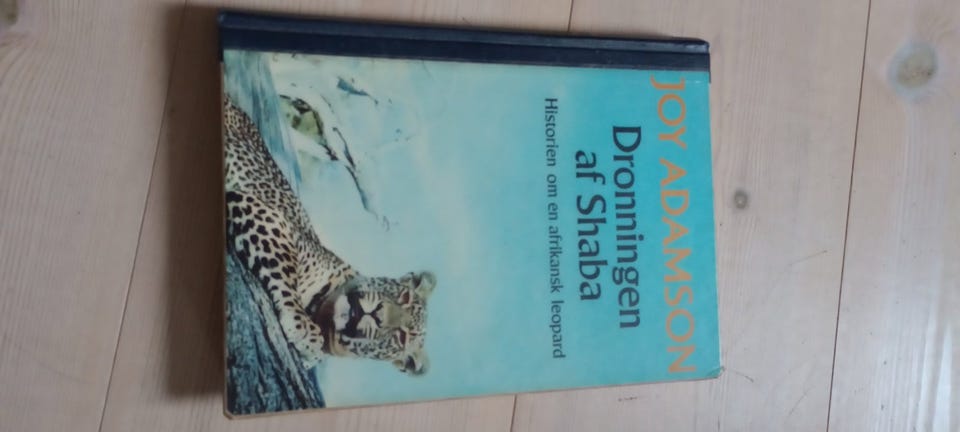 JOY ADAMSON
Dronningen
af Shaba
Historien om en afrikansk leopard